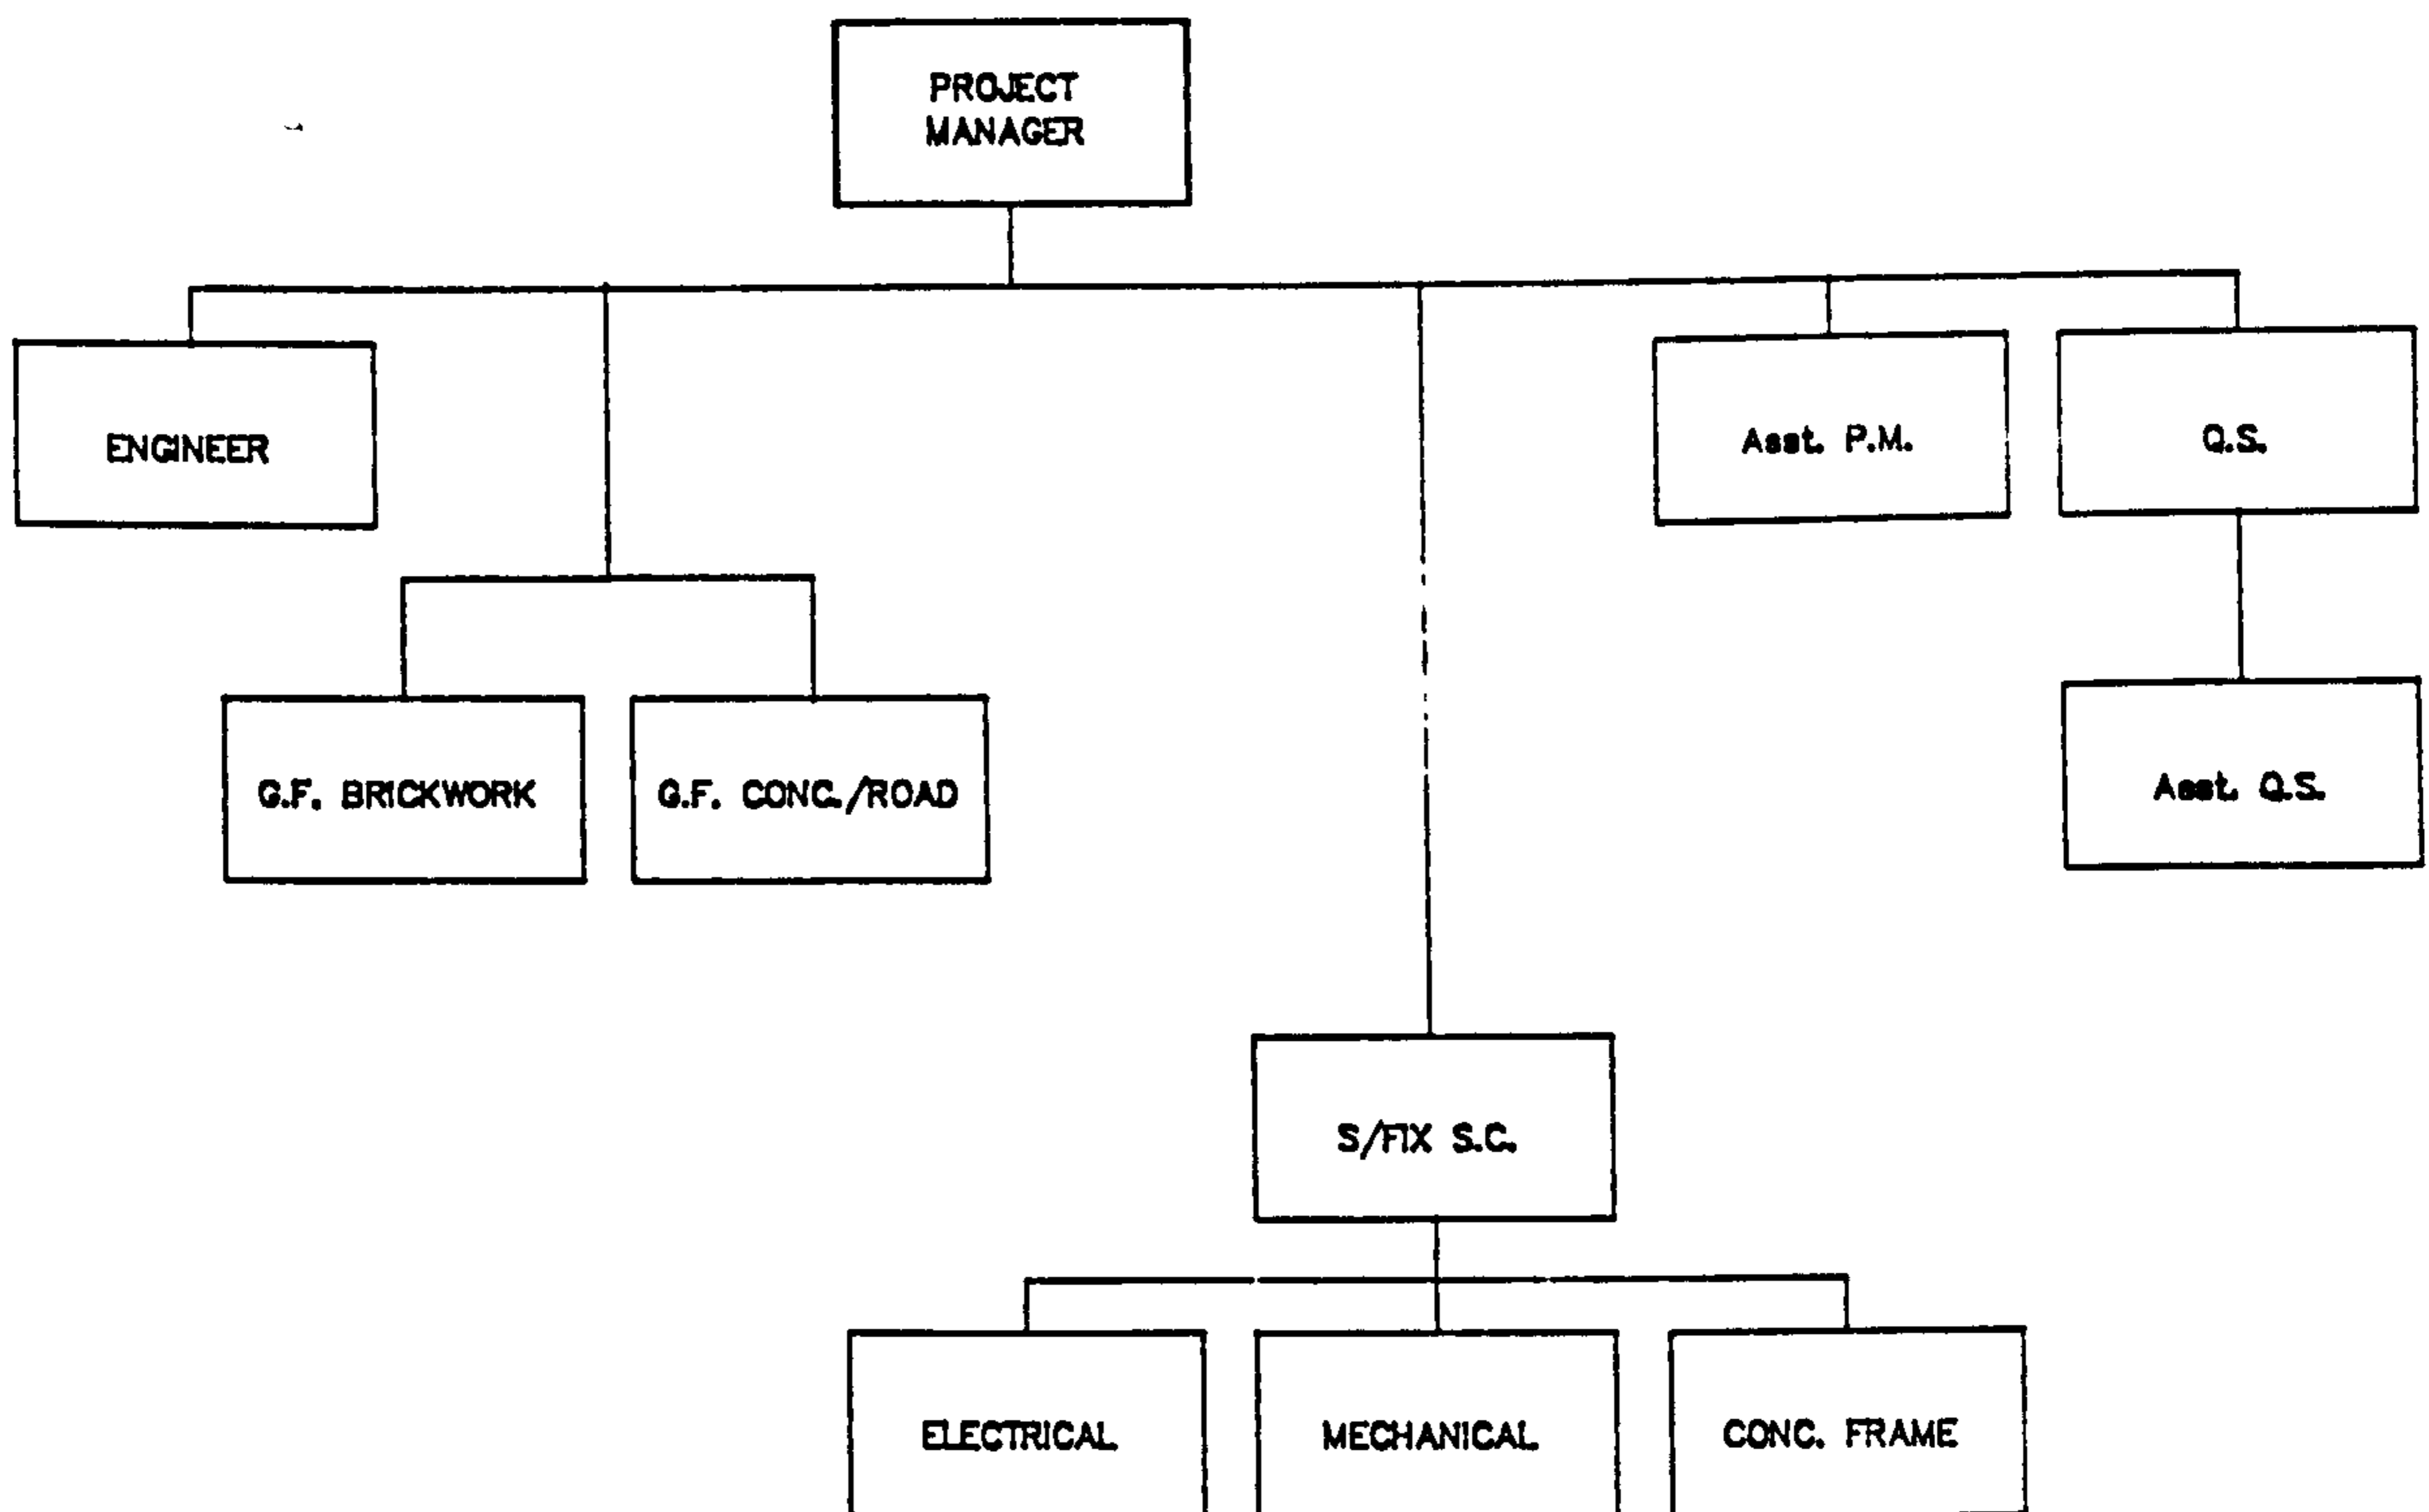 PROJECT
MANAGER
ENGINEER
Asst. P.M.
Q.S.
G.F. BRICKWORK
G.F. CONC./ROAD
Asst. Q.S.
S/FIX S.C.
ELECTRICAL
MECHANICAL
CONC. FRAME